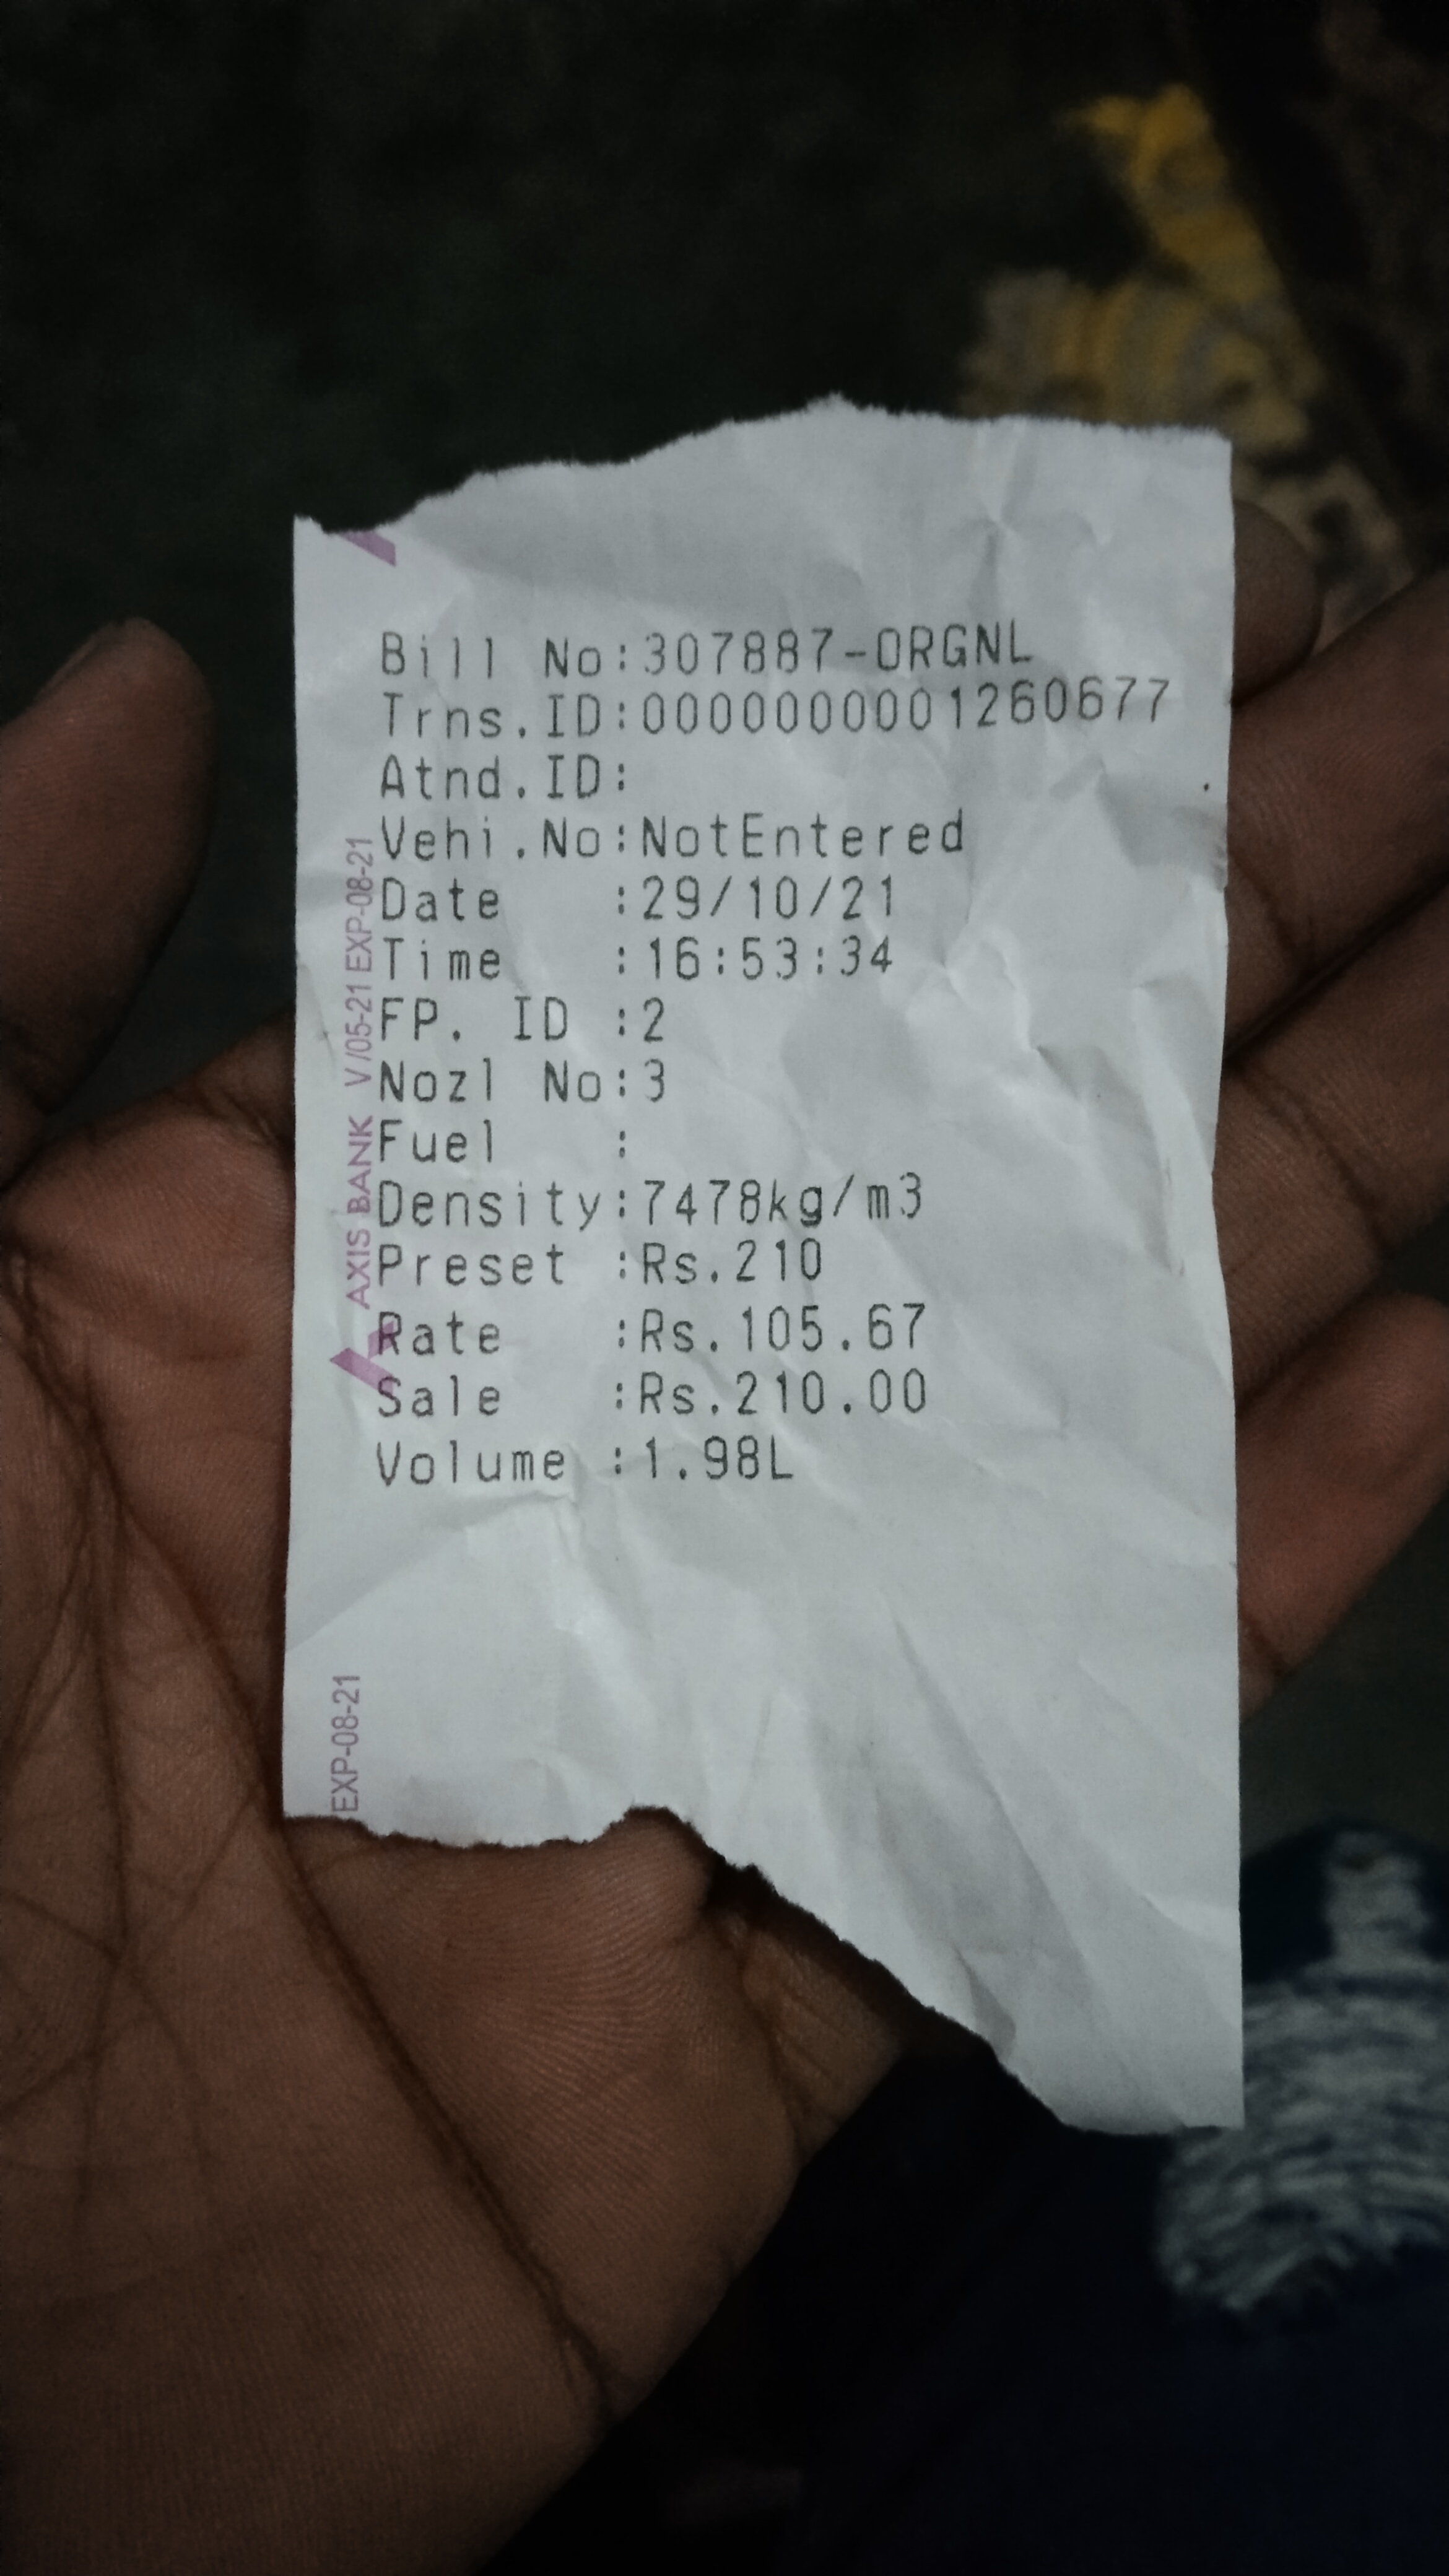 Bill No:307887-ORGNL
Trns.ID:0000000001260677
Atnd.ID:
Vehi.No:NotEntered
Date :29/10/21
Time :16:53:34
FP. ID :2
Nozl No:3
Fuel :
Density:7478kg/m3
Preset :Rs.210
Rate :Rs.105.67
Sale :Rs.210.00
Volume :1.98L
AXIS BANK V/05-21 EXP-08-21
EXP-08-21